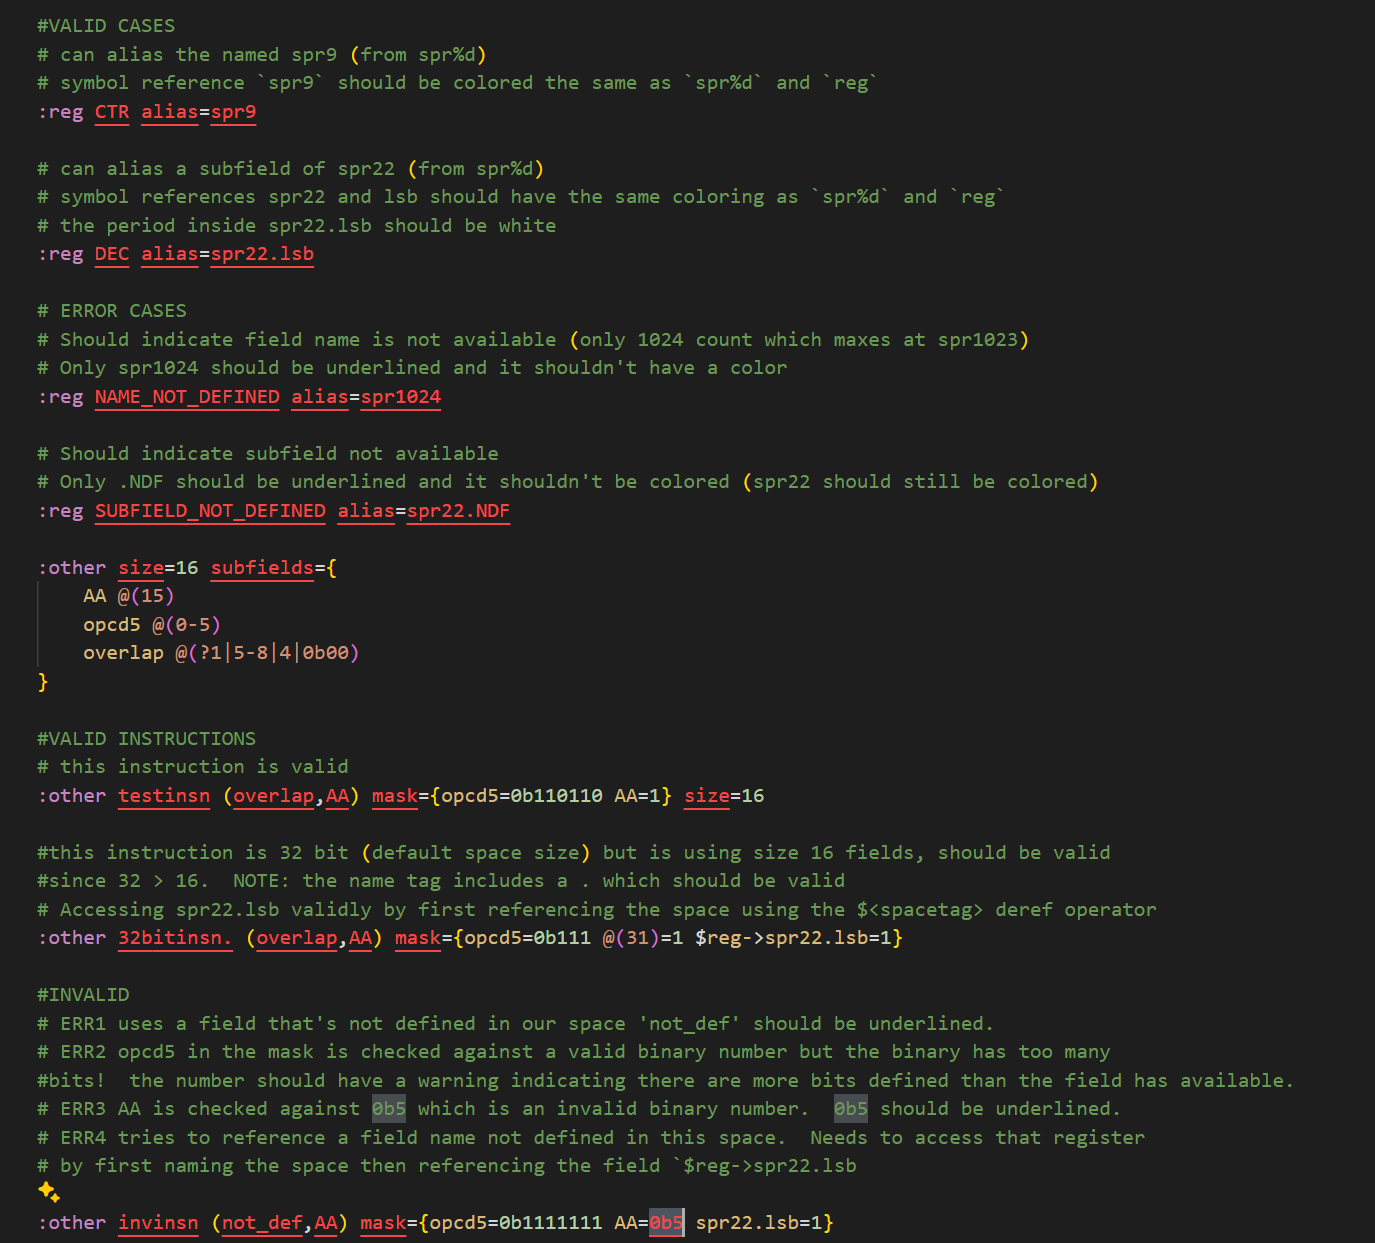 #VALID CASES
# can alias the named spr9 (from spr%d)
# symbol reference `spr9` should be colored the same as `spr%d` and `reg`
:reg CTR alias=spr9
# can alias a subfield of spr22 (from spr%d)
# symbol references spr22 and lsb should have the same coloring as `spr%d` and `reg`
# the period inside spr22.lsb should be white
:reg DEC alias=spr22.lsb
# ERROR CASES
# Should indicate field name is not available (only 1024 count which maxes at spr1023)
# Only spr1024 should be underlined and it shouldn't have a color
:reg NAME_NOT_DEFINED alias=spr1024
# Should indicate subfield not available
# Only .NDF should be underlined and it shouldn't be colored (spr22 should still be colored)
:reg SUBFIELD_NOT_DEFINED alias=spr22.NDF
:other size=16 subfields={
    AA @(15)
    opcd5 @(0-5)
    overlap @(?1|5-8|4|0b00)
}
#VALID INSTRUCTIONS
# this instruction is valid
:other testinsn (overlap,AA) mask={opcd5=0b110110 AA=1} size=16
#this instruction is 32 bit (default space size) but is using size 16 fields, should be valid
#since 32 > 16.  NOTE: the name tag includes a . which should be valid
# Accessing spr22.lsb validly by first referencing the space using the $<spacetag> deref operator
:other 32bitinsn. (overlap,AA) mask={opcd5=0b111 @(31)=1 $reg->spr22.lsb=1}
#INVALID
# ERR1 uses a field that's not defined in our space 'not_def' should be underlined.
# ERR2 opcd5 in the mask is checked against a valid binary number but the binary has too many
#bits!  the number should have a warning indicating there are more bits defined than the field has available.
# ERR3 AA is checked against 0b5 which is an invalid binary number.  0b5 should be underlined.
# ERR4 tries to reference a field name not defined in this space.  Needs to access that register
# by first naming the space then referencing the field `$reg->spr22.lsb
:other invinsn (not_def,AA) mask={opcd5=0b1111111 AA=0b5 spr22.lsb=1}